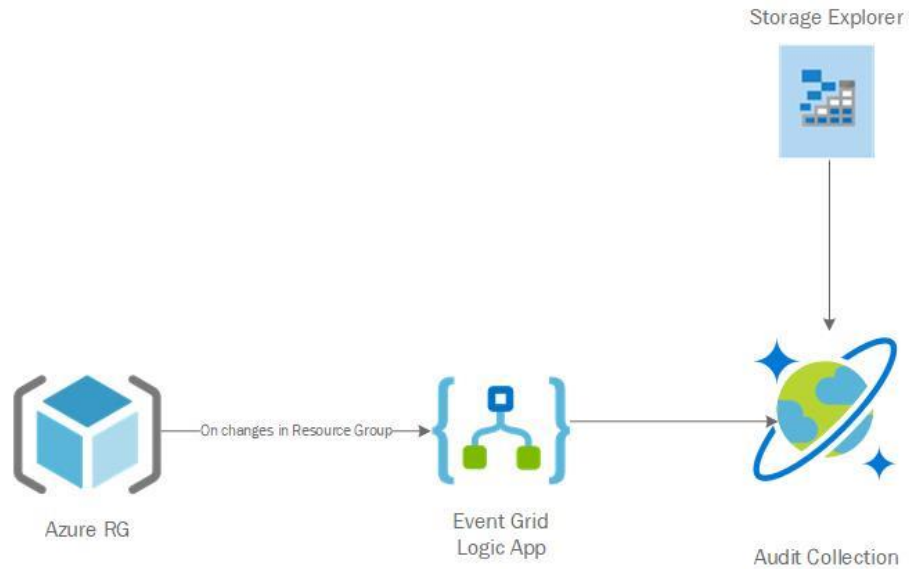 Storage Explorer
On changes in Resource Group
Azure RG
Event Grid
Logic App
Audit Collection